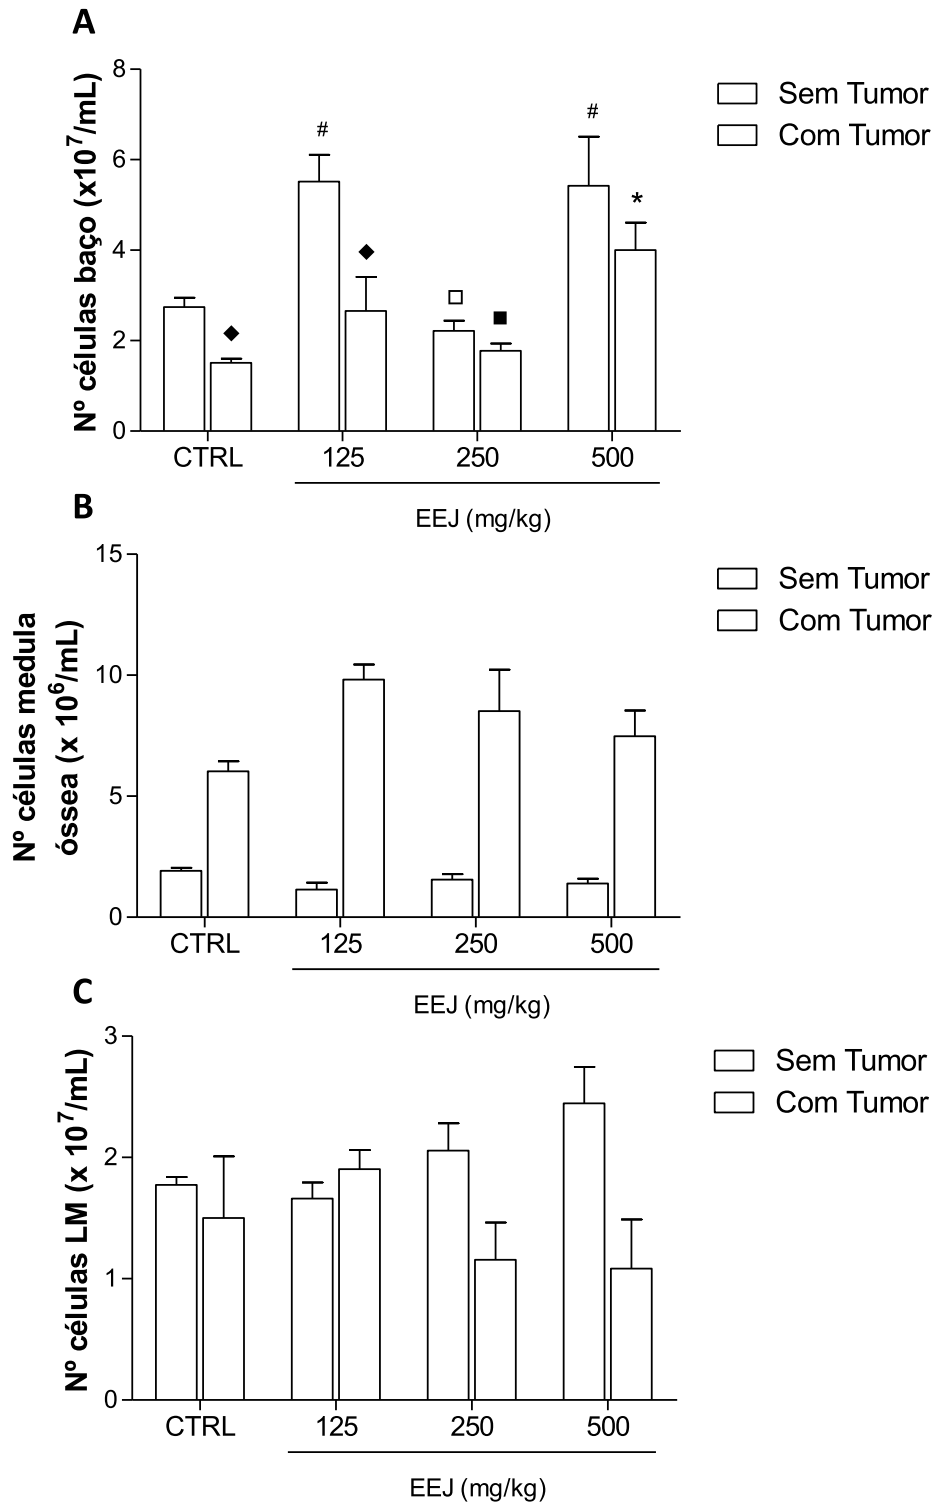 A
Nº células baço (x10⁷/mL)
8
6
4
2
0
#
◆
#
◆
□
■
#
*
Sem Tumor
Com Tumor
CTRL 125 250 500
EEJ (mg/kg)
B
Nº células medula
óssea (x 10⁶/mL)
15
10
5
0
Sem Tumor
Com Tumor
CTRL 125 250 500
EEJ (mg/kg)
C
Nº células LM (x 10⁷/mL)
3
2
1
0
Sem Tumor
Com Tumor
CTRL 125 250 500
EEJ (mg/kg)